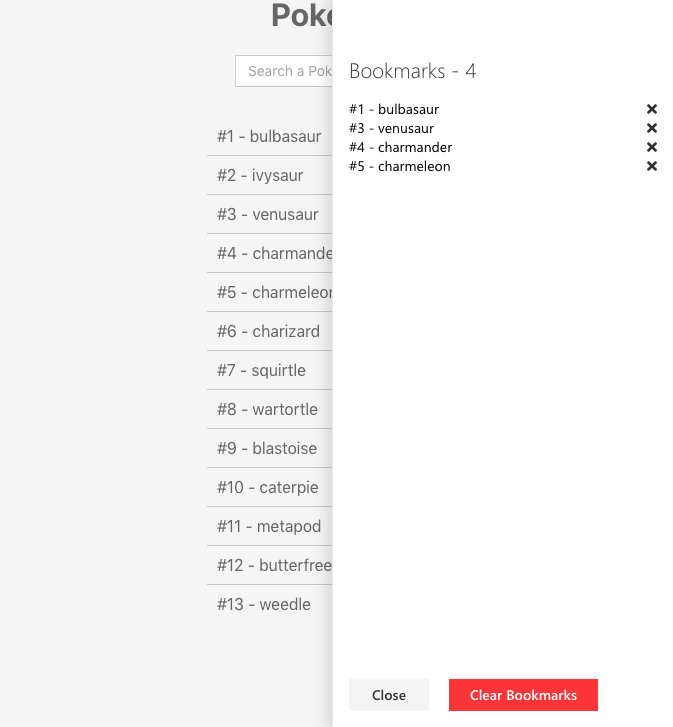 Poke
Search a Pok
#1 - bulbasaur
#2 - ivysaur
#3 - venusaur
#4 - charmande
#5 - charmeleon
#6 - charizard
#7 - squirtle
#8 - wartortle
#9 - blastoise
#10 - caterpie
#11 - metapod
#12 - butterfree
#13 - weedle
Bookmarks - 4
#1 - bulbasaur
#3 - venusaur
#4 - charmander
#5 - charmeleon
Close
Clear Bookmarks